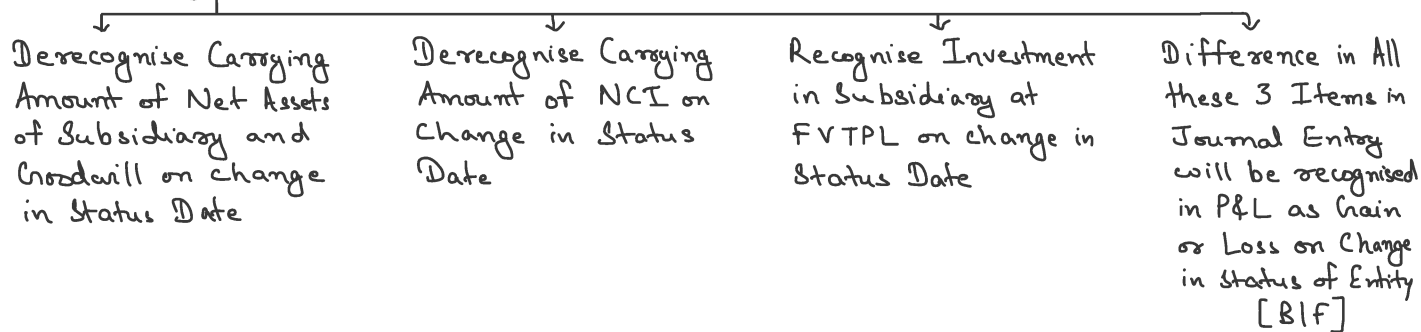 Derecognise Carrying
Amount of Net Assets
of Subsidiary and
Goodwill on change
in Status Date
Derecognise Carrying
Amount of NCI on
Change in Status
Date
Recognise Investment
in Subsidiary at
FVTPL on change in
Status Date
Difference in All
these 3 Items in
Journal Entry
will be recognised
in P&L as Gain
or Loss on Change
in Status of Entity
[B|F]